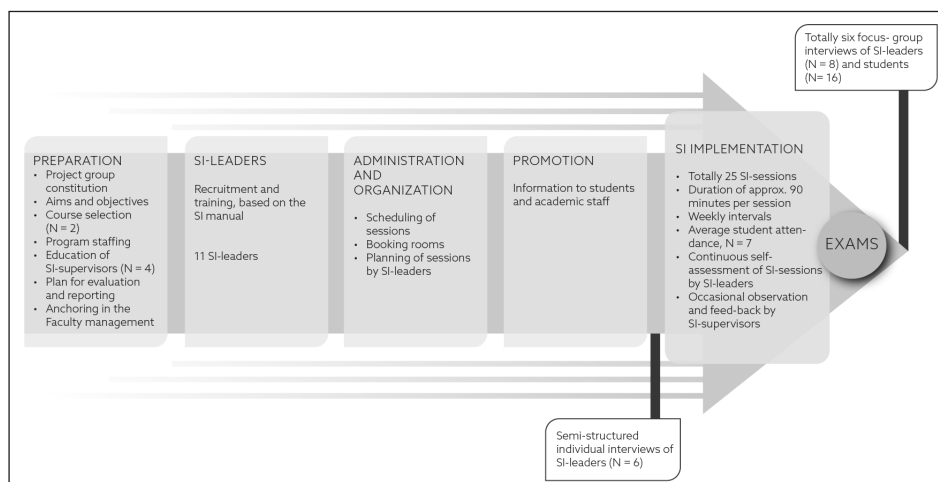 Totally six focus- group
interviews of SI-leaders
(N = 8) and students
(N= 16)
PREPARATION
• Project group
constitution
• Aims and objectives
• Course selection
(N = 2)
• Program staffing
• Education of
SI-supervisors (N = 4)
• Plan for evaluation
and reporting
• Anchoring in the
Faculty management
SI-LEADERS
Recruitment and
training, based on the
SI manual
11 SI-leaders
ADMINISTRATION
AND
ORGANIZATION
• Scheduling of
sessions
• Booking rooms
• Planning of sessions
by SI-leaders
PROMOTION
Information to students
and academic staff
SI IMPLEMENTATION
• Totally 25 SI-sessions
• Duration of approx. 90
minutes per session
• Weekly intervals
• Average student atten-
dance, N = 7
• Continuous self-
assessment of SI-sessions
by SI-leaders
• Occasional observation
and feed-back by
SI-supervisors
EXAMS
Semi-structured
individual interviews of
SI-leaders (N = 6)